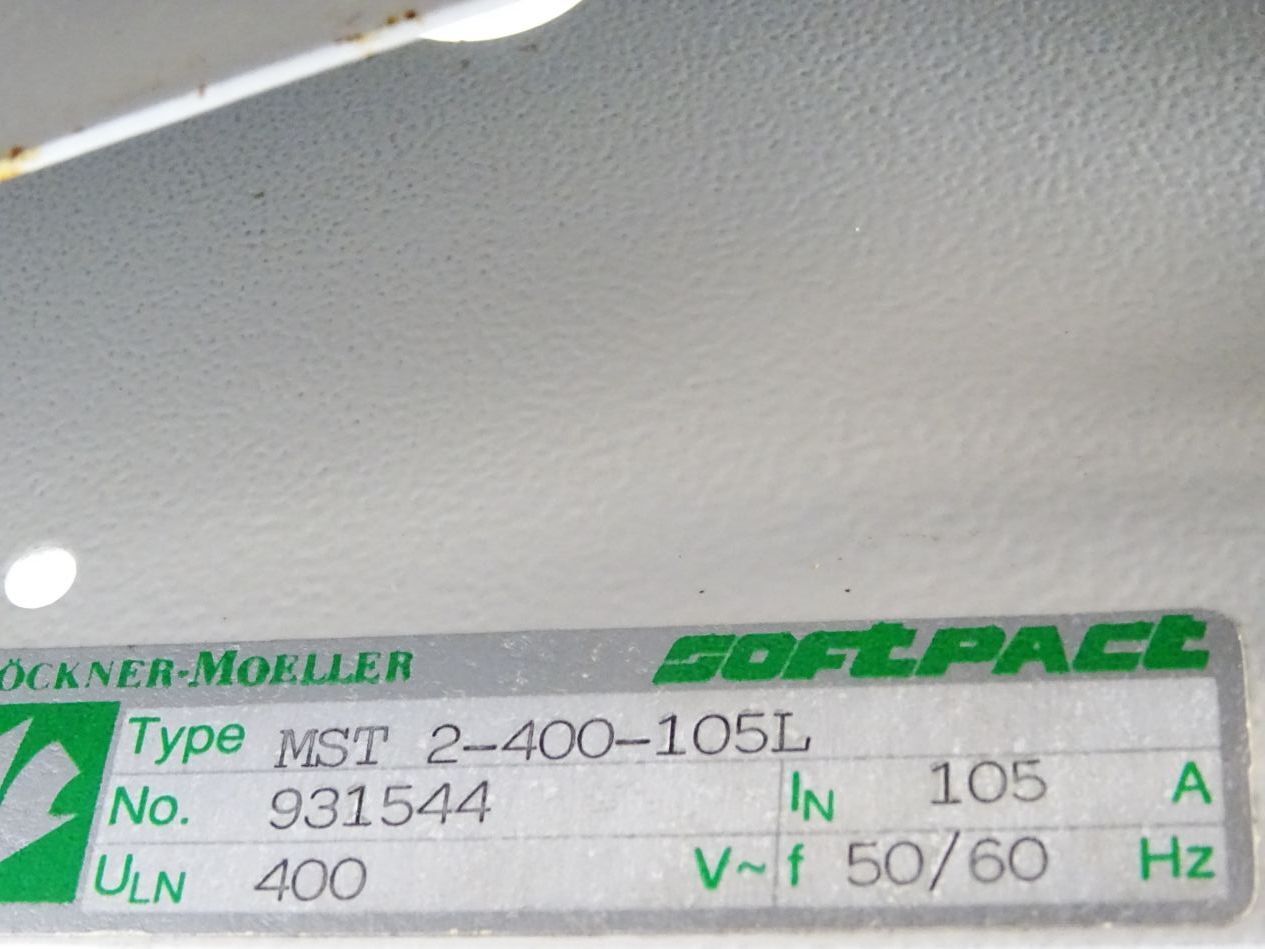 ÖCKNER-MOELLER SOFtPACt
Type MST 2-400-105L
No. 931544 IN 105 A
ULN 400 V~ f 50/60 Hz